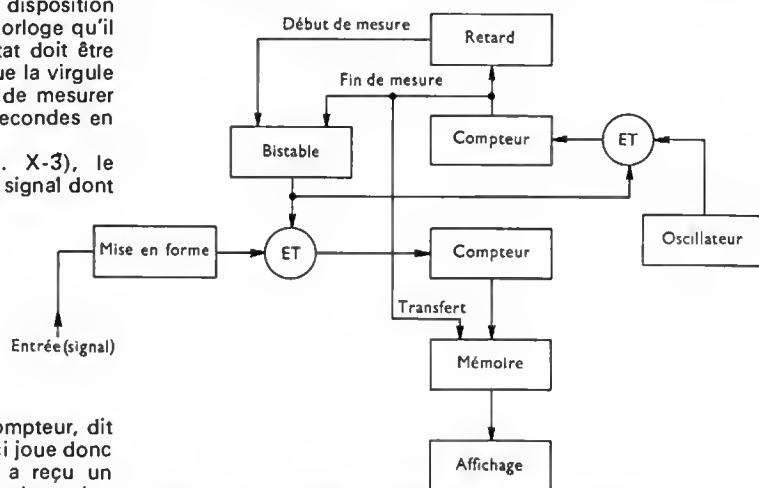 disposition
orloge qu'il
tat doit être
ue la virgule
de mesurer
secondes en
. X-3), le
signal dont
Début de mesure
Retard
Fin de mesure
Bistable
Compteur
ET
Oscillateur
Mise en forme
ET
Compteur
Entrée (signal)
Transfert
Mémoire
Affichage
ompteur, dit
ci joue donc
a reçu un